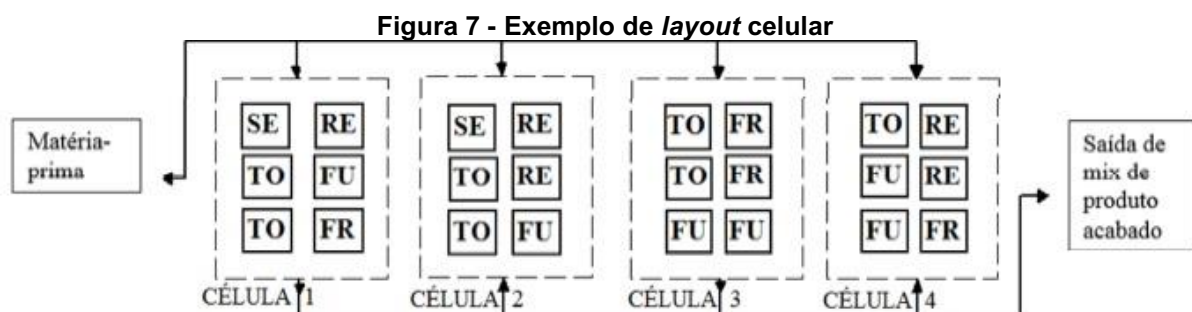 Figura 7 - Exemplo de layout celular
Matéria-
prima
SE RE
TO FU
TO FR
CÉLULA 1
SE RE
TO RE
TO FU
CÉLULA 2
TO FR
TO FR
FU FU
CÉLULA 3
TO RE
FU RE
FU FR
CÉLULA 4
Saída de
mix de
produto
acabado